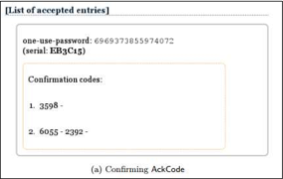 [List of accepted entries]
one-use-password: 6969373855974072
(serial: EB3C15)
Confirmation codes:
1. 3598 -
2. 6055 - 2392 -
(a) Confirming AckCode